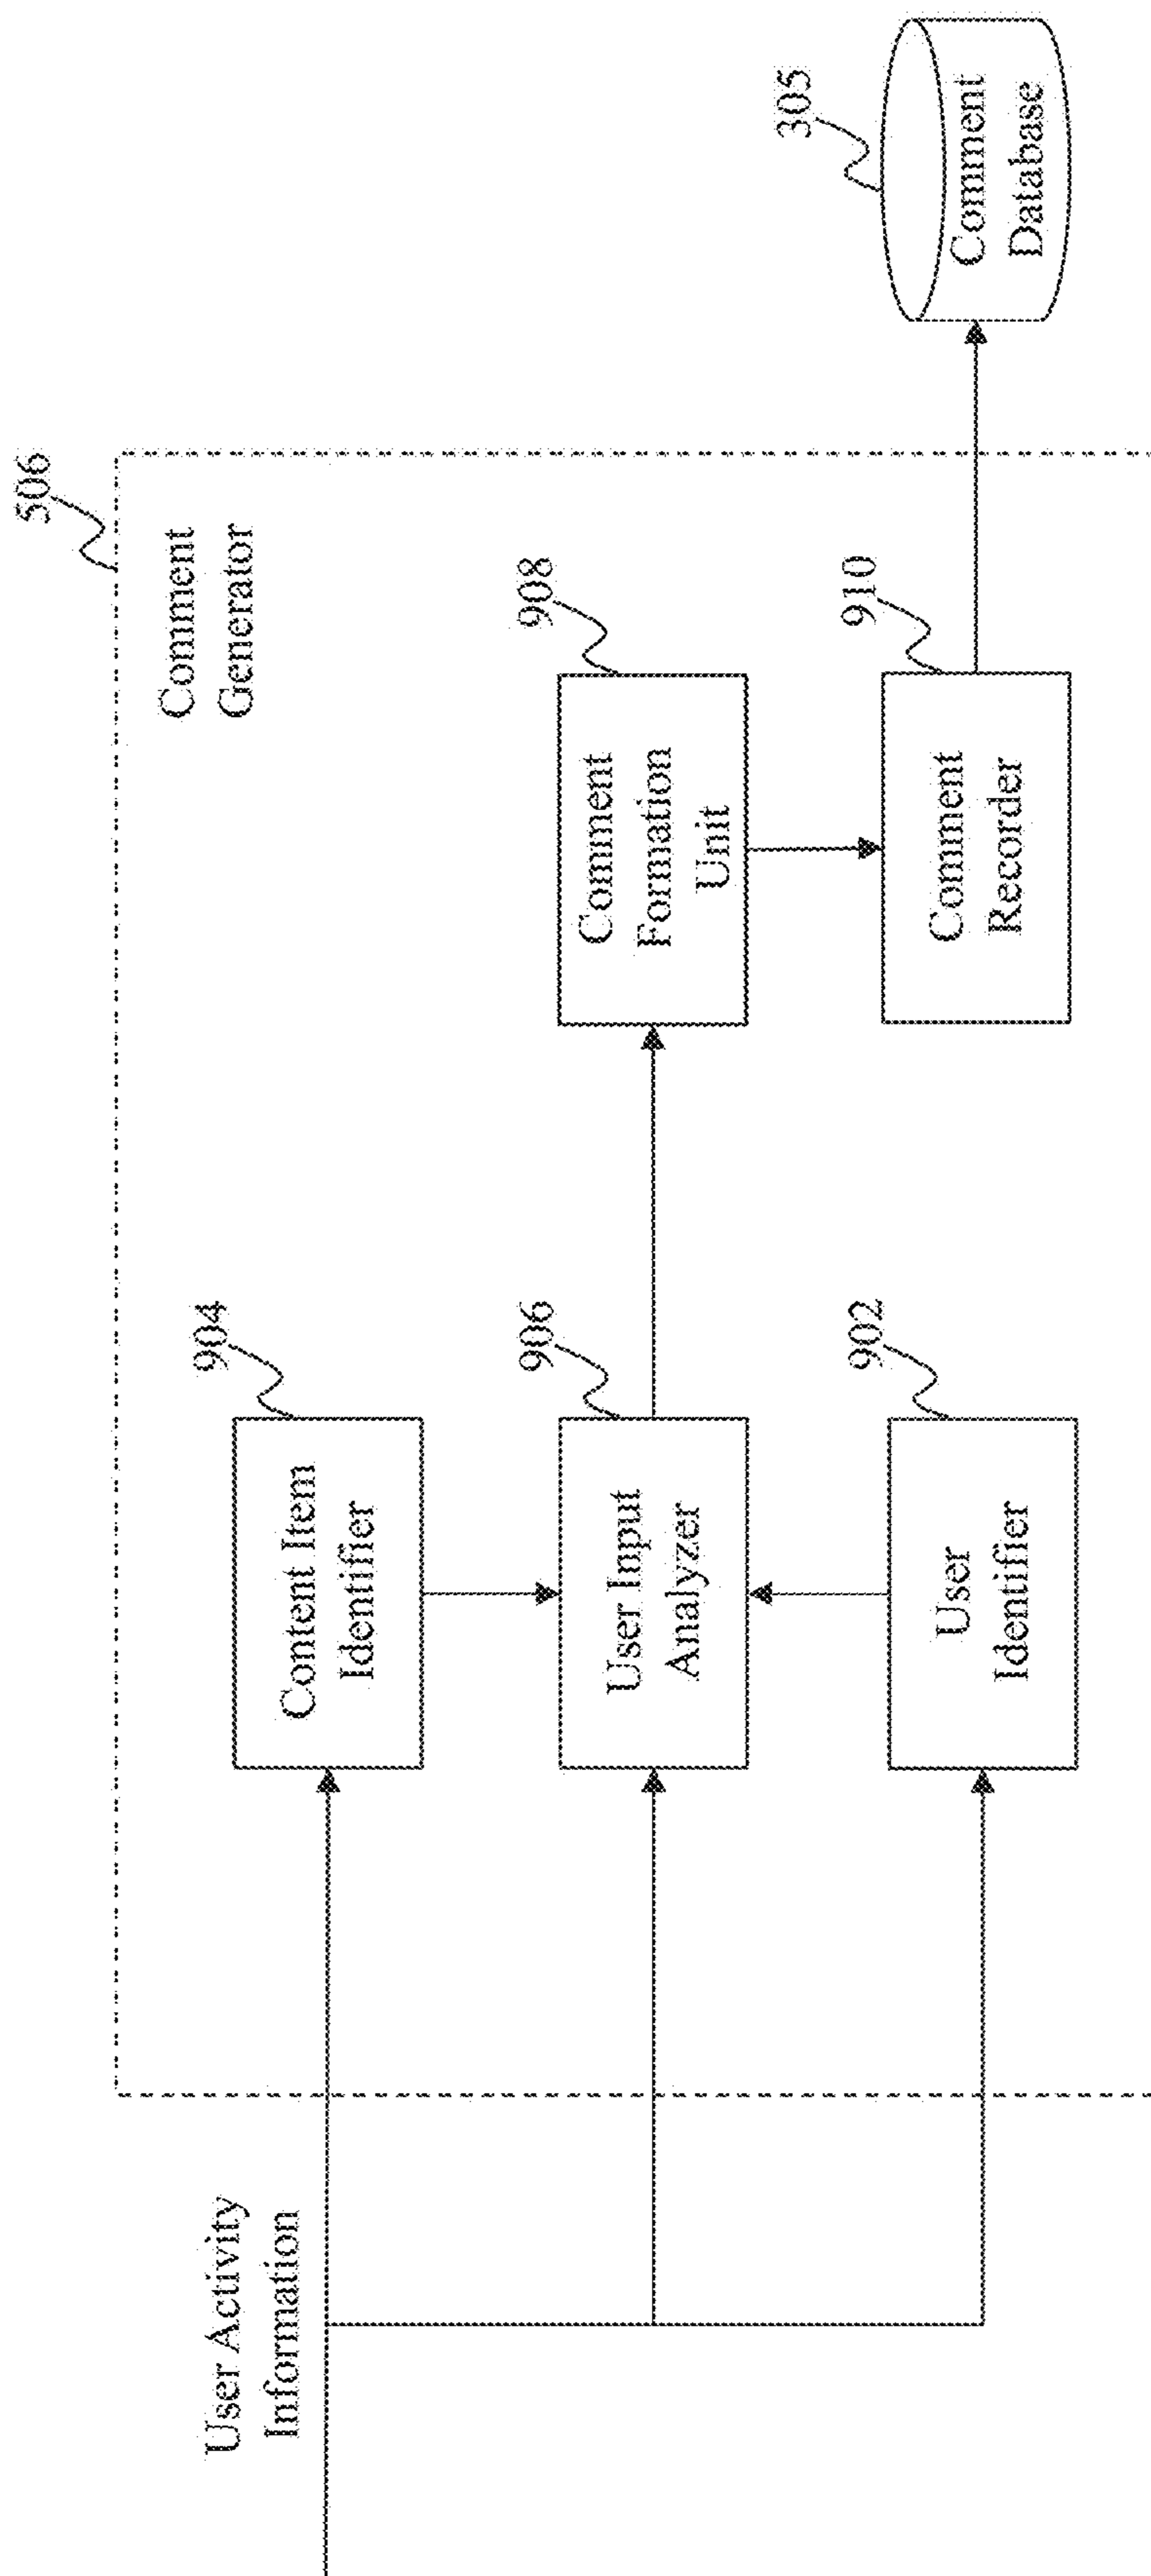 506
Comment
Generator
User Activity
Information
904
Content Item
Identifier
906
User Input
Analyzer
908
Comment
Formation
Unit
902
User
Identifier
910
Comment
Recorder
305
Comment
Database